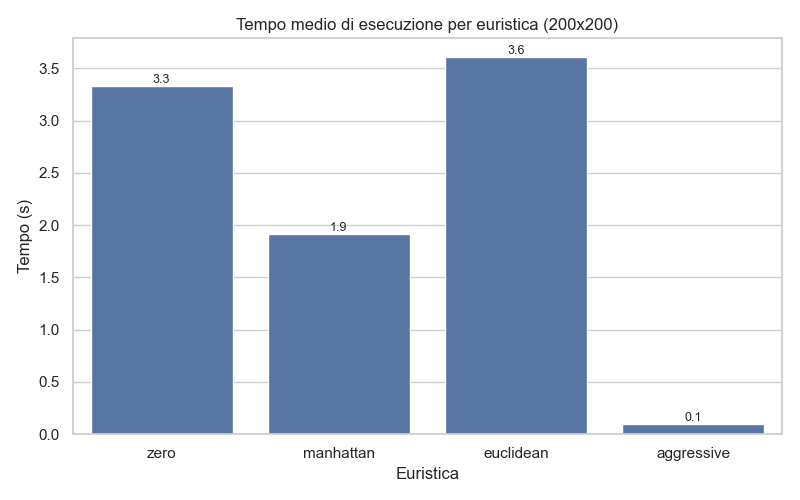 Tempo medio di esecuzione per euristica (200x200)
Tempo (s)
3.5
3.0
2.5
2.0
1.5
1.0
0.5
0.0
3.3
1.9
3.6
0.1
zero
manhattan
euclidean
aggressive
Euristica